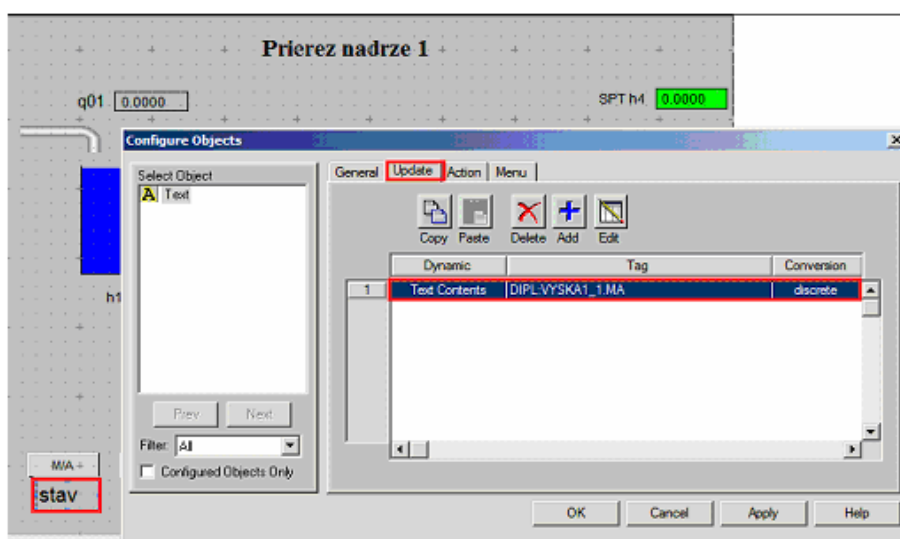 Prierez nadrze 1
q01 0.0000
SPT h4 0.0000
Configure Objects
Select Object
A Text
General Update Action Menu
Copy Paste Delete Add Edit
Dynamic Tag Conversion
1 Text Contents DIPL:VYSKA1_1.MA discrete
h1
Prev Next
Filter: All
Configured Objects Only
M/A
stav
OK Cancel Apply Help